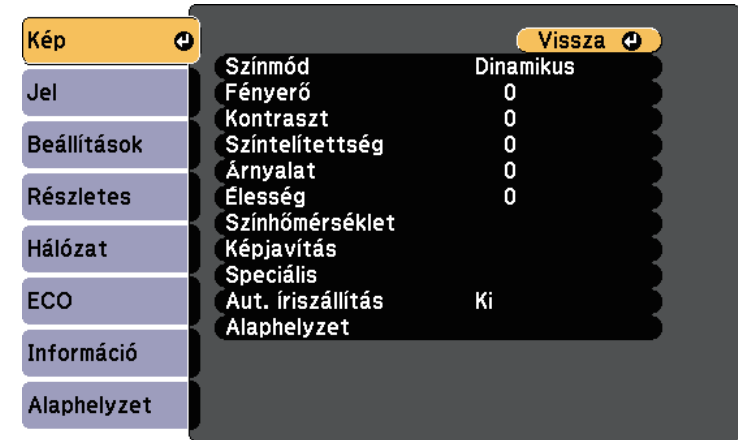 Kép
Jel
Beállítások
Részletes
Hálózat
ECO
Információ
Alaphelyzet
Vissza
Színmód Dinamikus
Fényerő 0
Kontraszt 0
Színtelítettség 0
Árnyalat 0
Élesség 0
Színhőmérséklet
Képjavítás
Speciális
Aut. íriszállítás Ki
Alaphelyzet